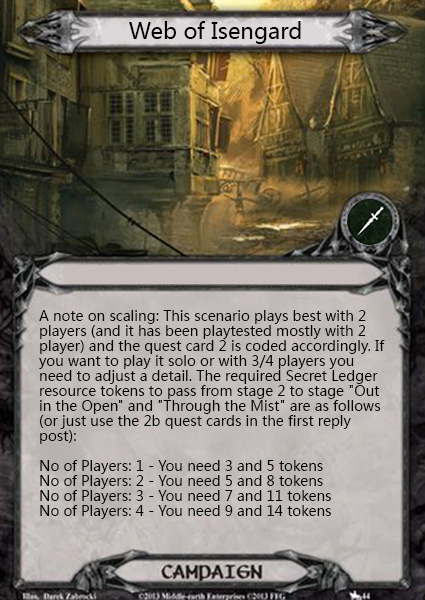 Web of Isengard
A note on scaling: This scenario plays best with 2
players (and it has been playtested mostly with 2
player) and the quest card 2 is coded accordingly. If
you want to play it solo or with 3/4 players you
need to adjust a detail. The required Secret Ledger
resource tokens to pass from stage 2 to stage "Out
in the Open" and "Through the Mist" are as follows
(or just use the 2b quest cards in the first reply
post):
No of Players: 1 - You need 3 and 5 tokens
No of Players: 2 - You need 5 and 8 tokens
No of Players: 3 - You need 7 and 11 tokens
No of Players: 4 - You need 9 and 14 tokens
CAMPAIGN
Illus. Darek Zabrocki ©2013 Middle-earth Enterprises ©2013 FFG 44